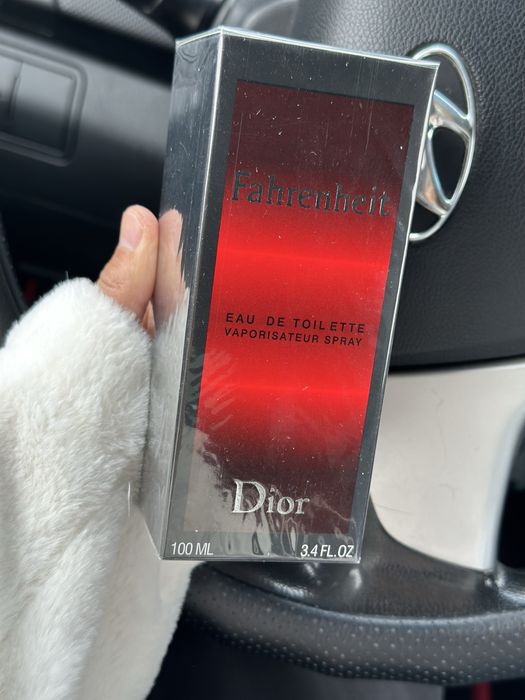 Fahrenheit
EAU DE TOILETTE
VAPORISATEUR SPRAY
Dior
100 ML 3.4 FL.OZ